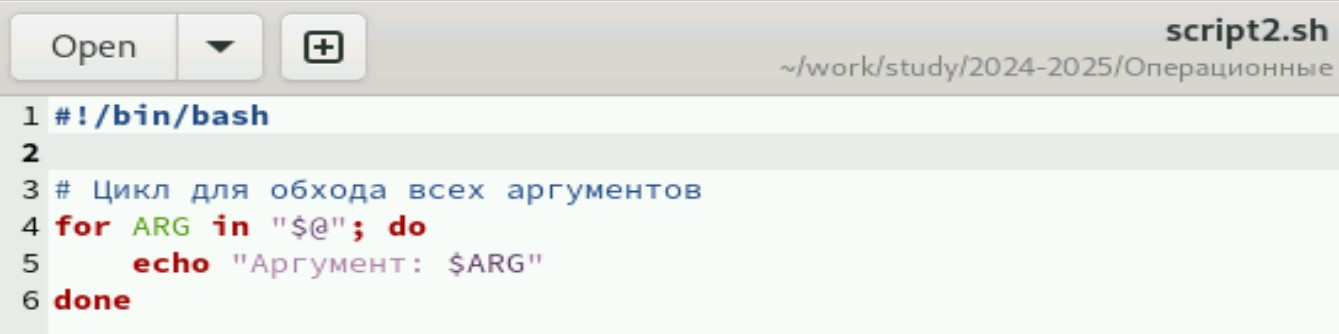 Open
script2.sh
~/work/study/2024-2025/Операционные
1 #!/bin/bash
2
3 # Цикл для обхода всех аргументов
4 for ARG in "$@"; do
5     echo "Аргумент: $ARG"
6 done